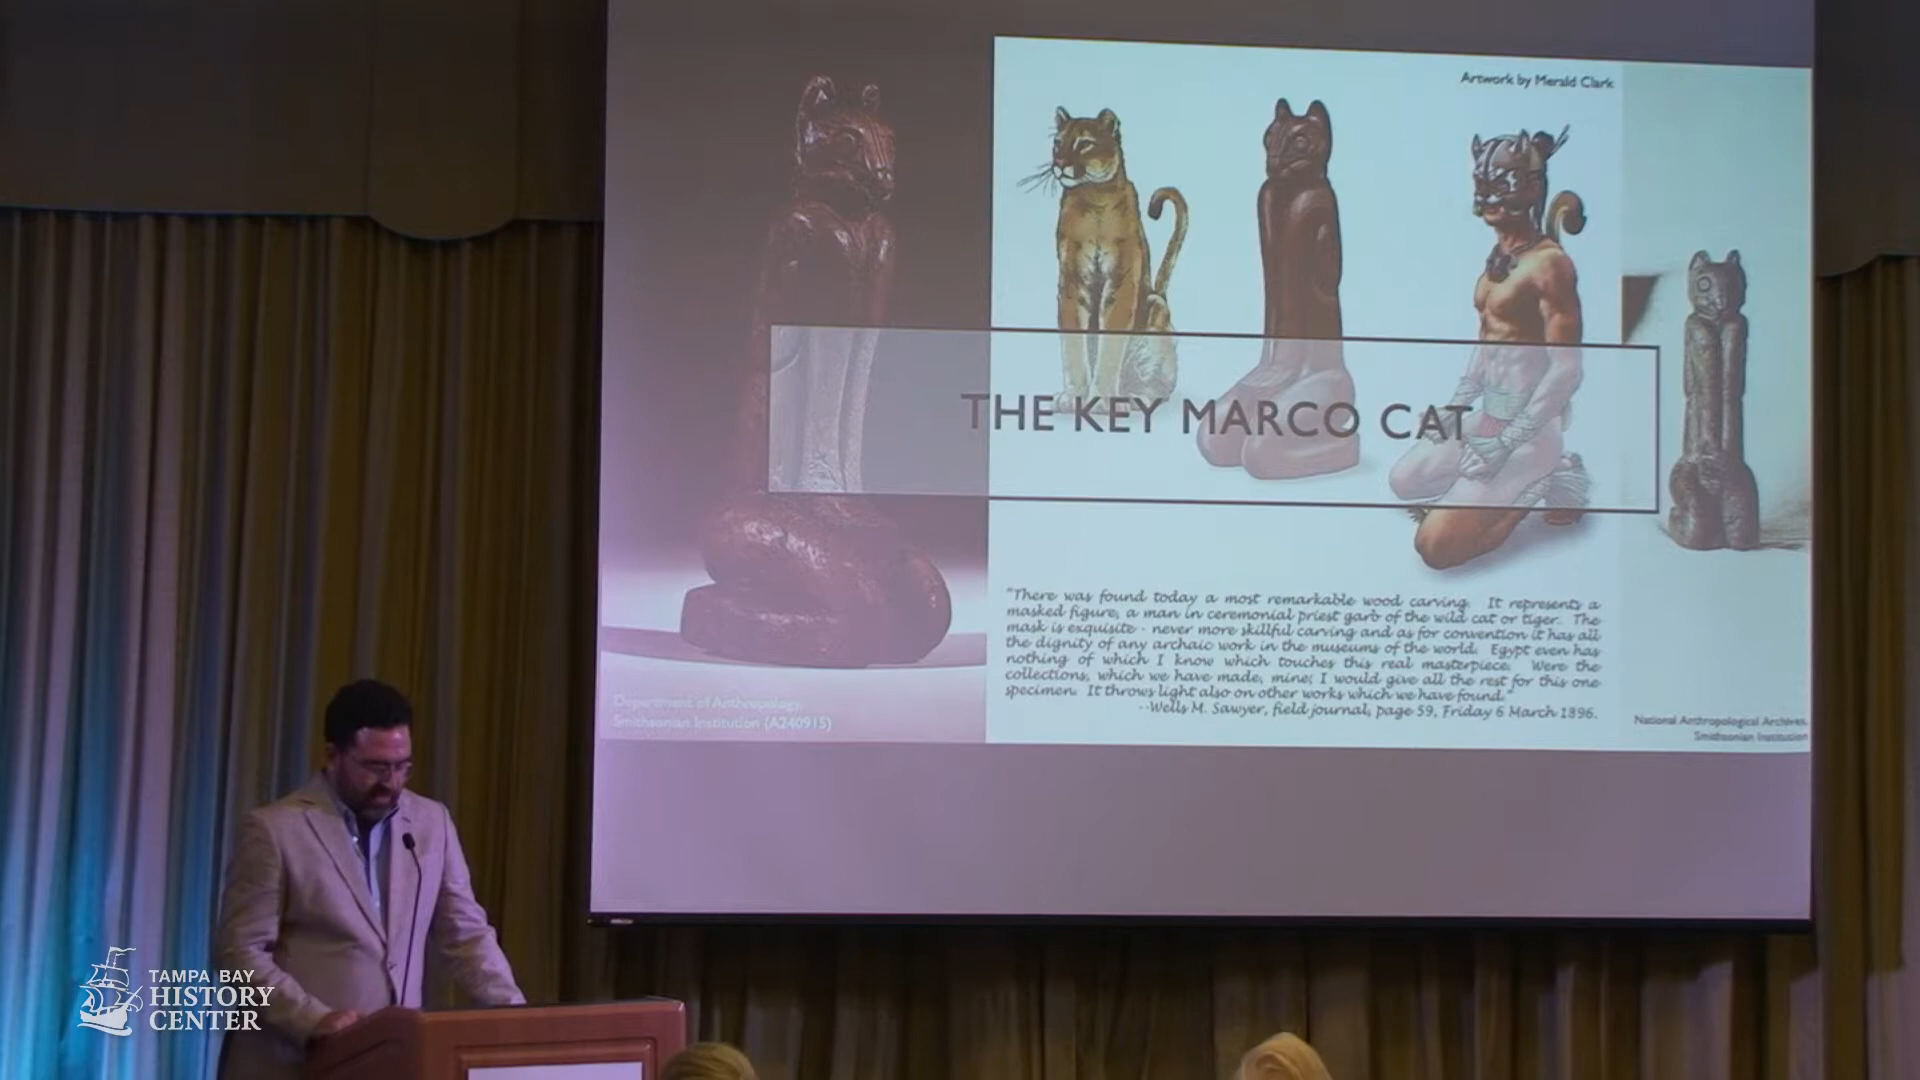 Artwork by Merald Clark
THE KEY MARCO CAT
"There was found today a most remarkable wood carving. It represents a
masked figure, a man in ceremonial priest garb of the wild cat or tiger. The
mask is exquisite - never more skillful carving and as for convention it has all
the dignity of any archaic work in the museums of the world. Egypt even has
nothing of which I know which touches this real masterpiece. Were the
collections, which we have made, mine; I would give all the rest for this one
specimen. It throws light also on other works which we have found."
--Wells M. Sawyer, field journal, page 59, Friday 6 March 1896.
Department of Anthropology,
Smithsonian Institution (A240915)
National Anthropological Archives,
Smithsonian Institution
TAMPA BAY
HISTORY
CENTER